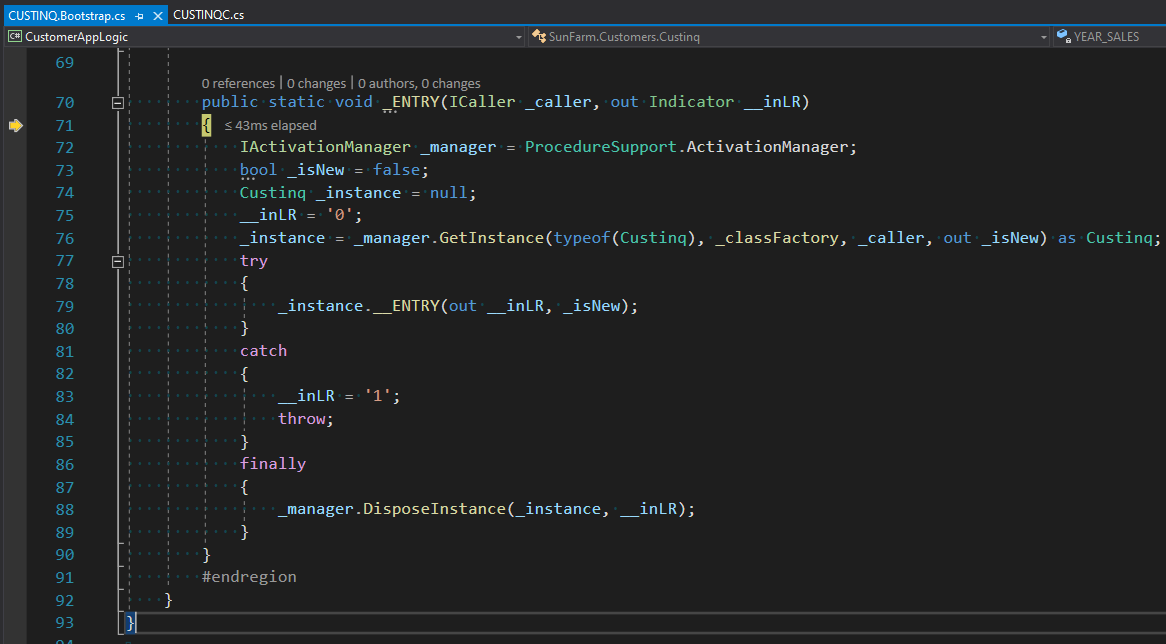 CUSTINQ.Bootstrap.cs CUSTINQC.cs
C# CustomerAppLogic SunFarm.Customers.Custinq YEAR_SALES
69
0 references | 0 changes | 0 authors, 0 changes
70 public static void _ENTRY(ICaller _caller, out Indicator __inLR)
71 { ≤ 43ms elapsed
72 IActivationManager _manager = ProcedureSupport.ActivationManager;
73 bool _isNew = false;
74 Custinq _instance = null;
75 __inLR = '0';
76 _instance = _manager.GetInstance(typeof(Custinq), _classFactory, _caller, out _isNew) as Custinq;
77 try
78 {
79 _instance.__ENTRY(out __inLR, _isNew);
80 }
81 catch
82 {
83 __inLR = '1';
84 throw;
85 }
86 finally
87 {
88 _manager.DisposeInstance(_instance, __inLR);
89 }
90 }
91 #endregion
92 }
93 }
94